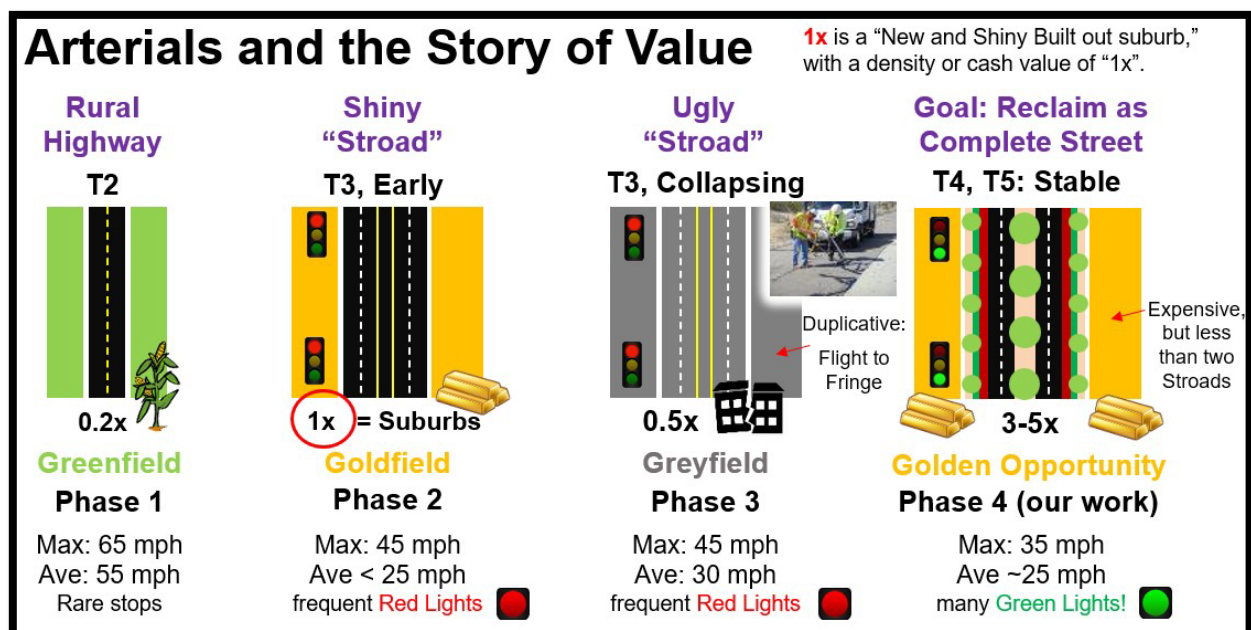 Arterials and the Story of Value
1x is a “New and Shiny Built out suburb,”
with a density or cash value of “1x”.
Rural
Highway
T2
0.2x
Greenfield
Phase 1
Max: 65 mph
Ave: 55 mph
Rare stops
Shiny
“Stroad”
T3, Early
1x = Suburbs
Goldfield
Phase 2
Max: 45 mph
Ave < 25 mph
frequent Red Lights
Ugly
“Stroad”
T3, Collapsing
Duplicative:
Flight to
Fringe
0.5x
Greyfield
Phase 3
Max: 45 mph
Ave: 30 mph
frequent Red Lights
Goal: Reclaim as
Complete Street
T4, T5: Stable
Expensive,
but less
than two
Stroads
3-5x
Golden Opportunity
Phase 4 (our work)
Max: 35 mph
Ave ~25 mph
many Green Lights!